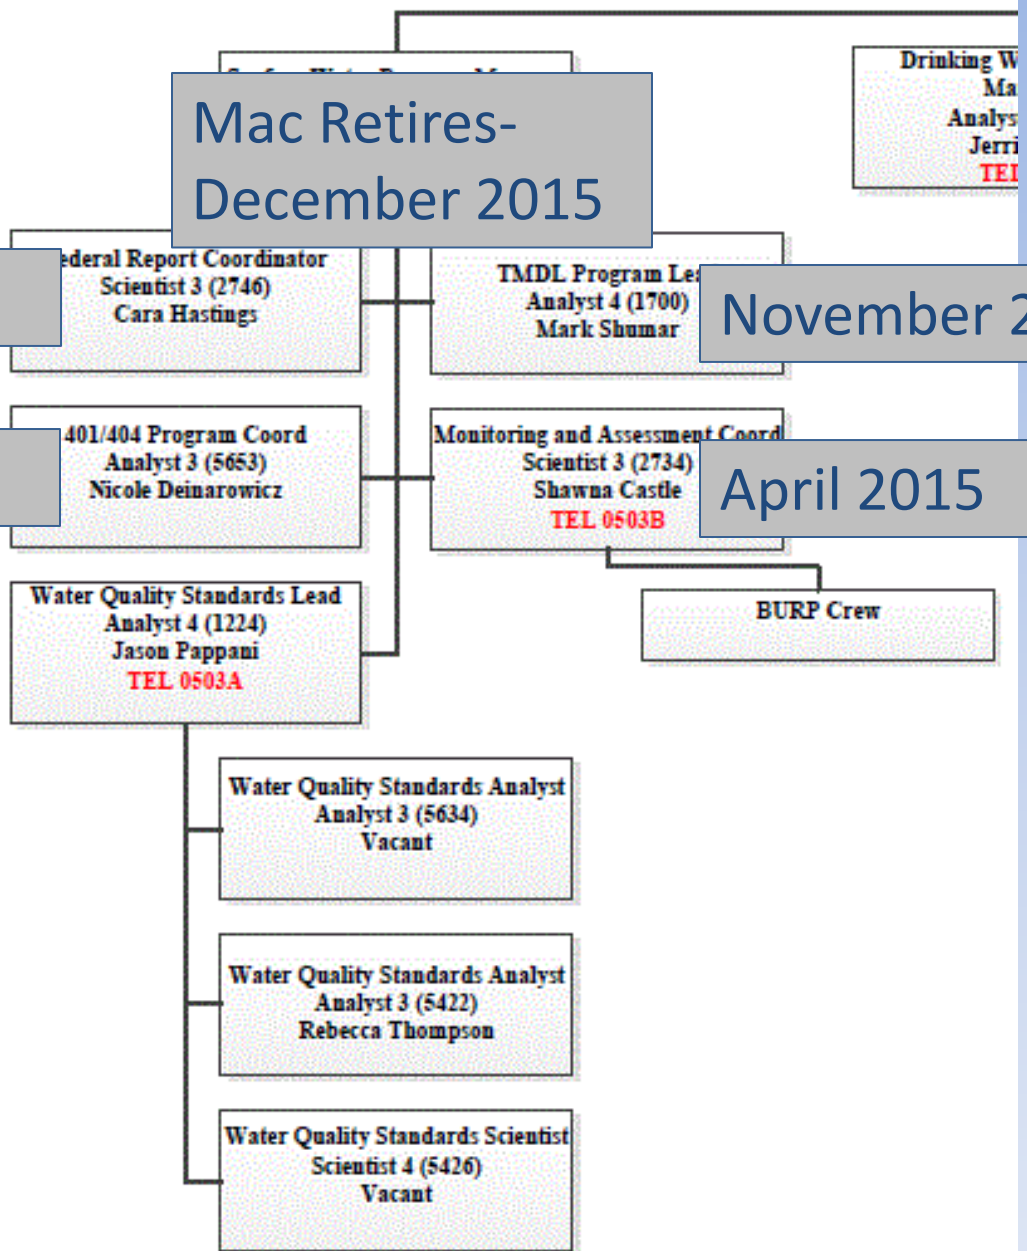 Mac Retires-
December 2015
Drinking
Analys
Jerri
TEL
Federal Report Coordinator
Scientist 3 (2746)
Cara Hastings
TMDL Program
Analyst 4 (1700)
Mark Shumar
November
401/404 Program Coord
Analyst 3 (5653)
Nicole Deinarowicz
Monitoring and Assessment Coord
Scientist 3 (2734)
Shawna Castle
TEL 0503B
April 2015
Water Quality Standards Lead
Analyst 4 (1224)
Jason Pappani
TEL 0503A
BURP Crew
Water Quality Standards Analyst
Analyst 3 (5634)
Vacant
Water Quality Standards Analyst
Analyst 3 (5422)
Rebecca Thompson
Water Quality Standards Scientist
Scientist 4 (5426)
Vacant